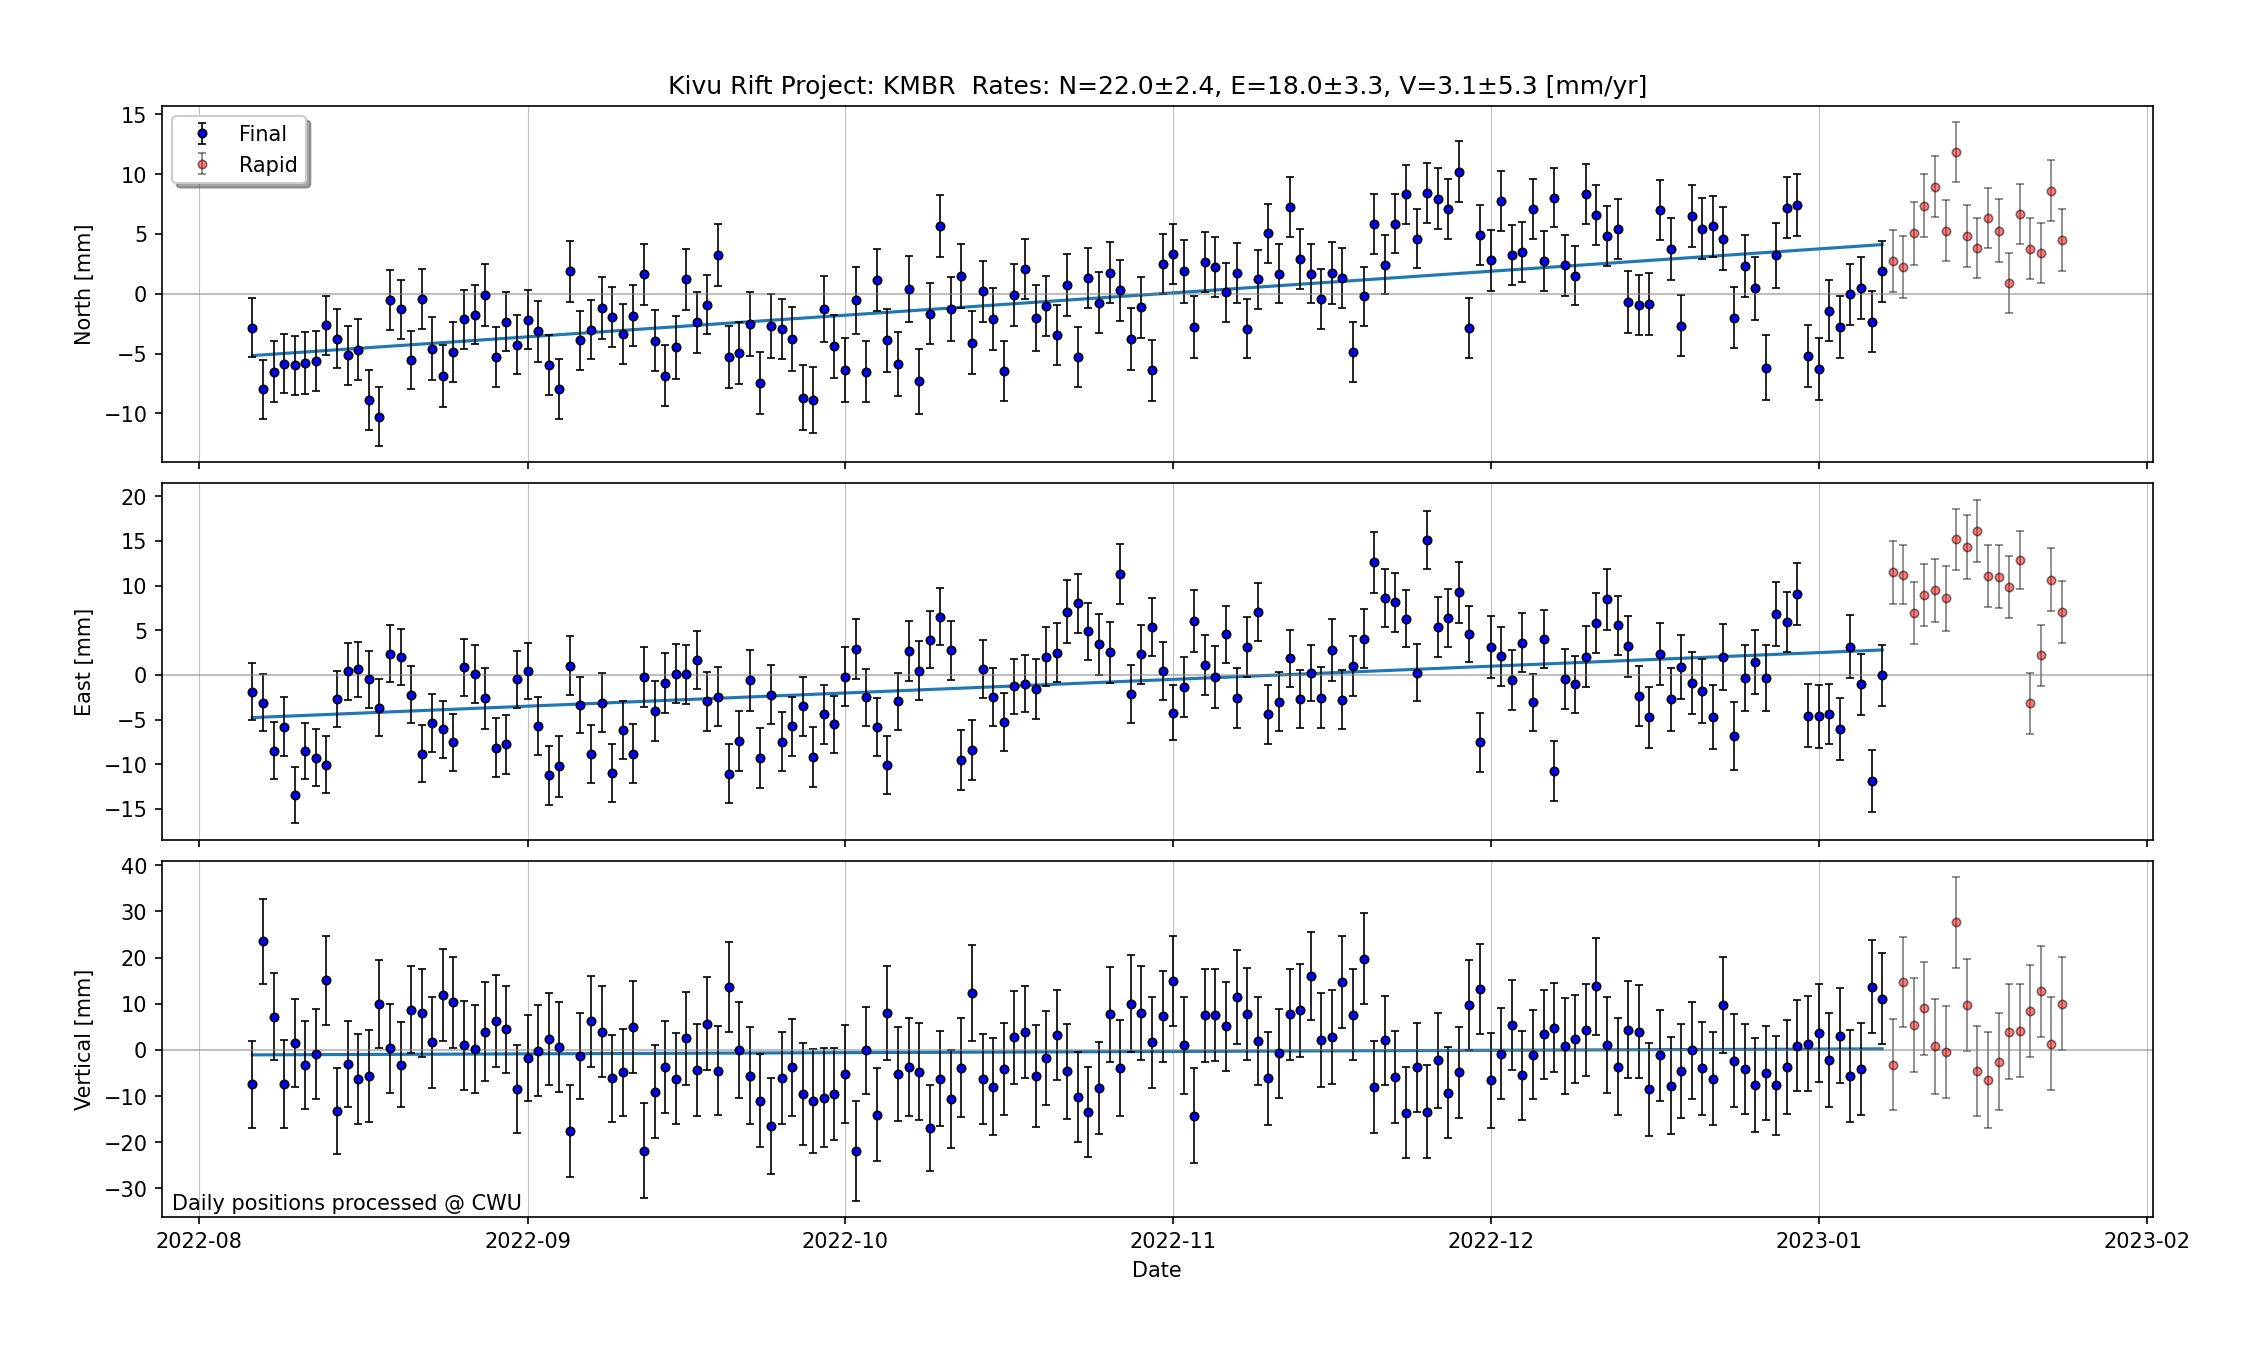 Kivu Rift Project: KMBR  Rates: N=22.0±2.4, E=18.0±3.3, V=3.1±5.3 [mm/yr]
Final
Rapid
North [mm]
15
10
5
0
−5
−10
East [mm]
20
15
10
5
0
−5
−10
−15
Vertical [mm]
40
30
20
10
0
−10
−20
−30
Daily positions processed @ CWU
2022-08 2022-09 2022-10 2022-11 2022-12 2023-01 2023-02
Date